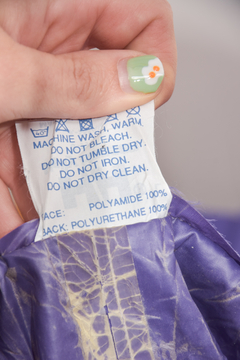 MACHINE WASH, WARM
DO NOT BLEACH.
DO NOT TUMBLE DRY.
DO NOT IRON.
DO NOT DRY CLEAN.
ACE: POLYAMIDE 100%
BACK: POLYURETHANE 100%